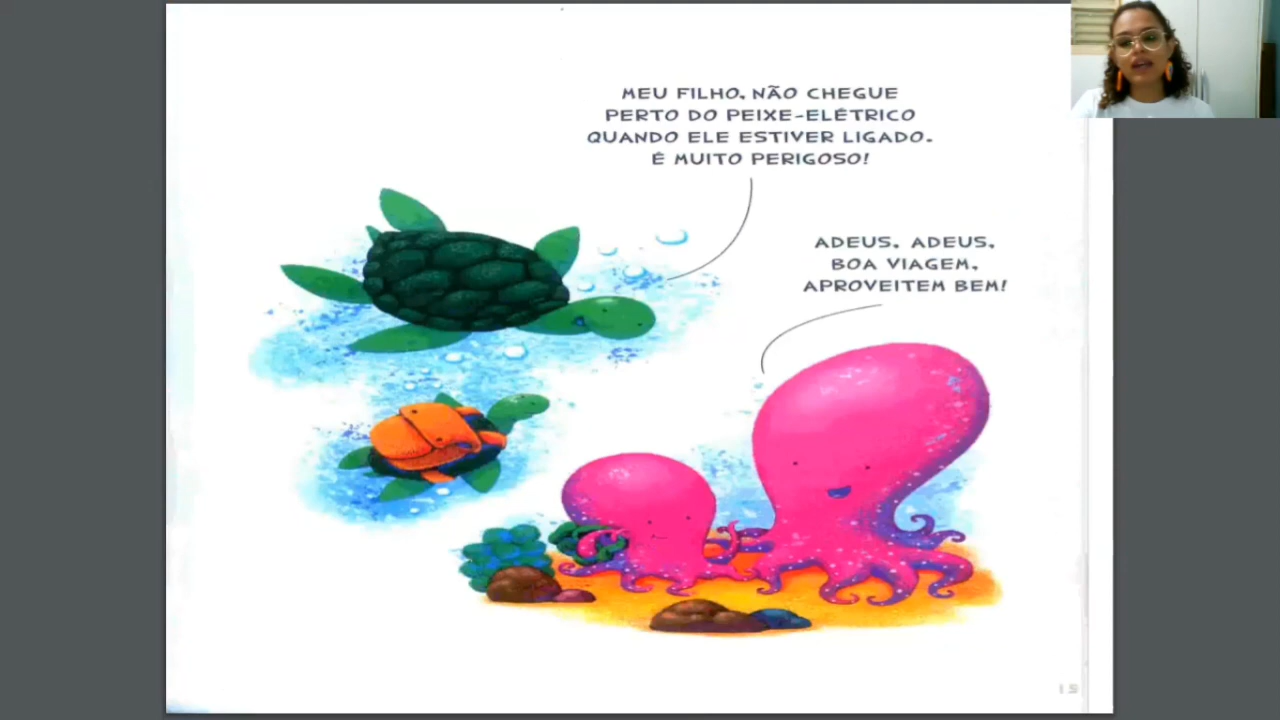 MEU FILHO, NÃO CHEGUE
PERTO DO PEIXE-ELÉTRICO
QUANDO ELE ESTIVER LIGADO.
É MUITO PERIGOSO!
ADEUS, ADEUS,
BOA VIAGEM,
APROVEITEM BEM!
15